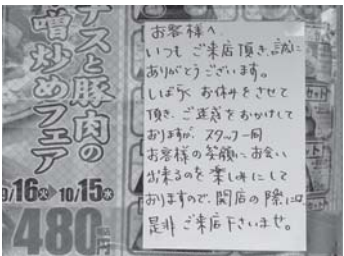 お客様へ
いつも ご来店頂き、誠に
ありがとうございます。
しばらく お休みをさせて
頂き、ご迷惑をおかけして
おりますが、スタッフ一同
お客様の笑顔に お会い
出来るのを 楽しみにして
おりますので、開店の際には
是非 ご来店下さいませ。
ナスと豚肉の
噌炒めフェア
9/16 10/15
480円
セット